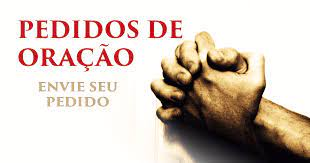 PEDIDOS DE
ORAÇÃO
ENVIE SEU
PEDIDO